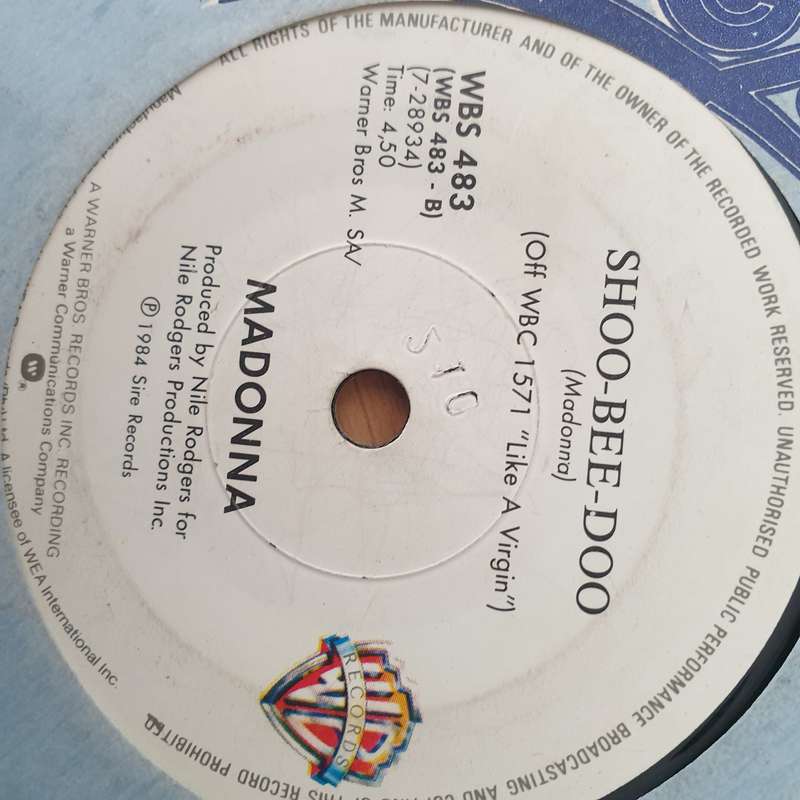 SHOO-BEE-DOO
(Madonna)
(Off WBC 1571 "Like A Virgin")
WBS 483
(WBS 483 - B)
(7-28934)
Time: 4,50
Warner Bros M. SA/
510
MADONNA
Produced by Nile Rodgers for
Nile Rodgers Productions Inc.
℗ 1984 Sire Records
A WARNER BROS. RECORDS INC. RECORDING
a Warner Communications Company
W ®
RECORDS
ALL RIGHTS OF THE MANUFACTURER AND OF THE OWNER OF THE RECORDED WORK RESERVED. UNAUTHORISED PUBLIC PERFORMANCE BROADCASTING AND
THIS RECORD PROHIBITED
A licensee of WEA International Inc.